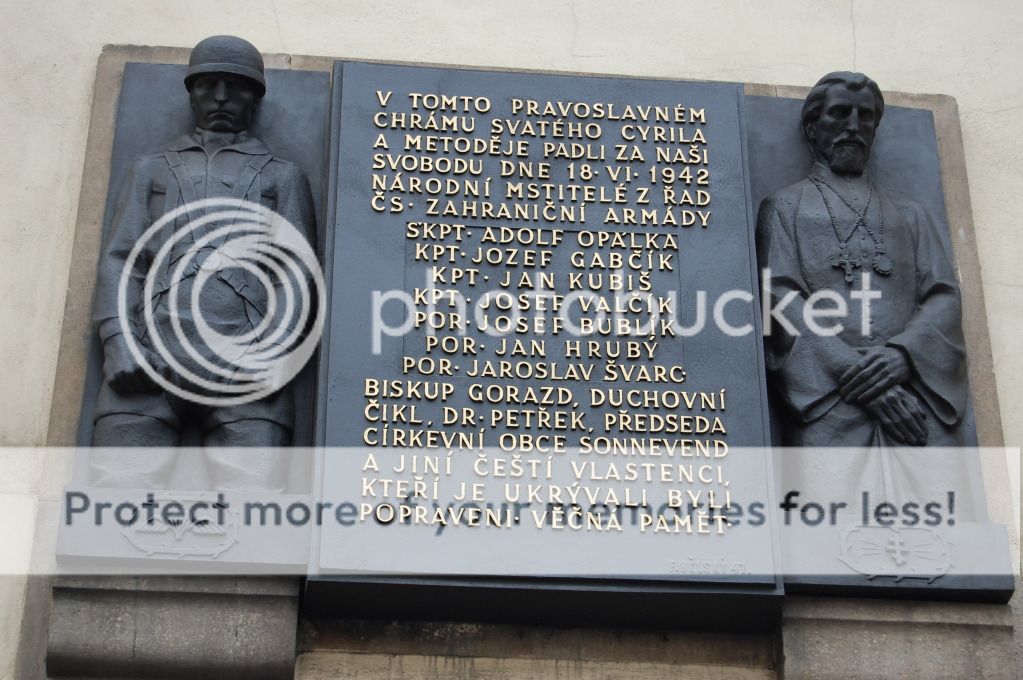 V TOMTO PRAVOSLAVNÉM
CHRÁMU SVATÉHO CYRILA
A METODĚJE PADLI ZA NAŠI
SVOBODU, DNE 18·VI·1942
NÁRODNÍ MSTITELÉ Z ŘAD
ČS· ZAHRANIČNÍ ARMÁDY
ŠKPT· ADOLF OPÁLKA
KPT· JOZEF GABČÍK
KPT· JAN KUBIŠ
KPT· JOSEF VALČÍK
POR· JOSEF BUBLÍK
POR· JAN HRUBÝ
POR· JAROSLAV ŠVARC·
BISKUP GORAZD, DUCHOVNÍ
ČIKL, DR· PETŘEK, PŘEDSEDA
CÍRKEVNÍ OBCE SONNEVEND
A JINÍ ČEŠTÍ VLASTENCI,
KTEŘÍ JE UKRÝVALI BYLI
POPRAVENI· VĚČNÁ PAMĚŤ·
photobucket
Protect more of your memories for less!